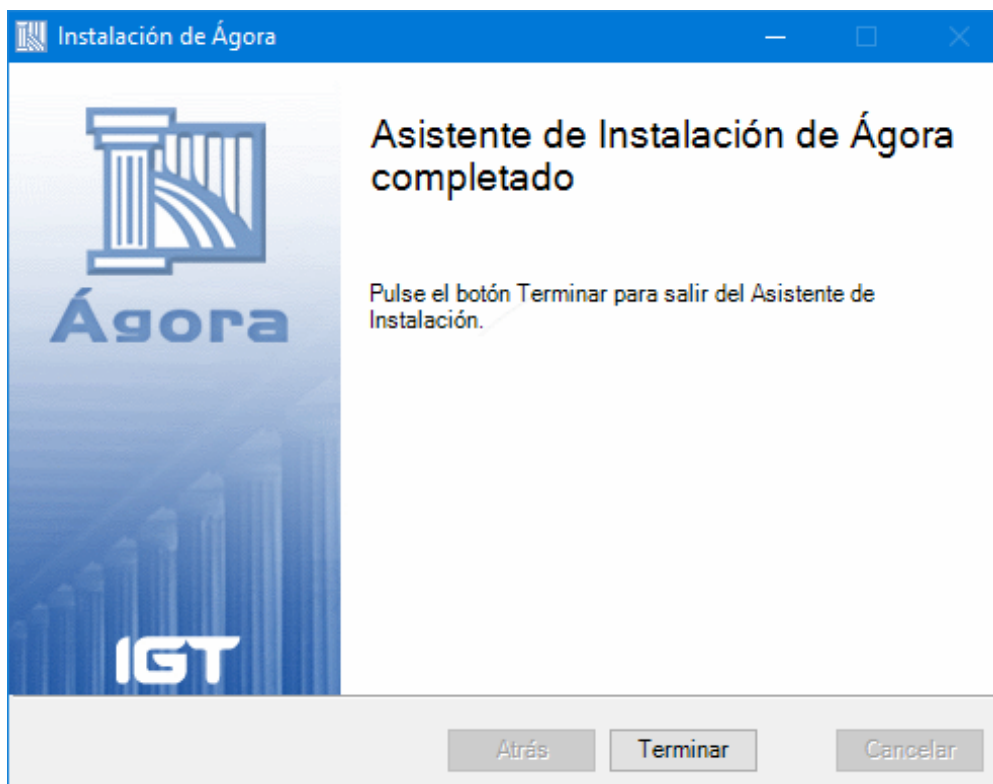 Instalación de Ágora
Asistente de Instalación de Ágora
completado
Ágora
Pulse el botón Terminar para salir del Asistente de
Instalación.
IGT
Atrás
Terminar
Cancelar